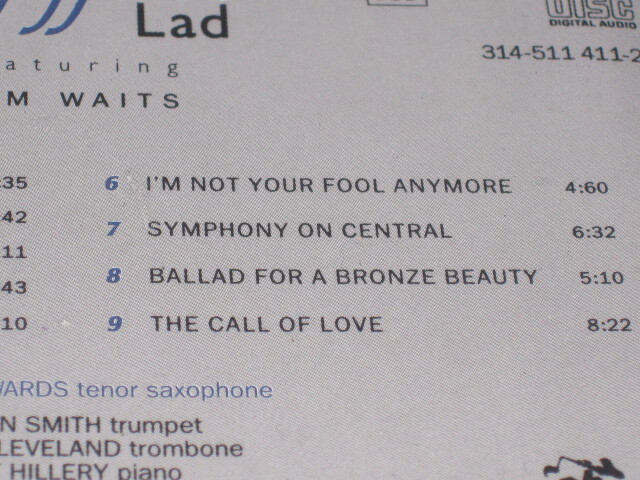 Lad
DISC
DIGITAL AUDIO
314-511 411-2
aturing
M WAITS
:35 6 I'M NOT YOUR FOOL ANYMORE 4:60
:42 7 SYMPHONY ON CENTRAL 6:32
:11
:43 8 BALLAD FOR A BRONZE BEAUTY 5:10
:10 9 THE CALL OF LOVE 8:22
WARDS tenor saxophone
N SMITH trumpet
LEVELAND trombone
HILLERY piano